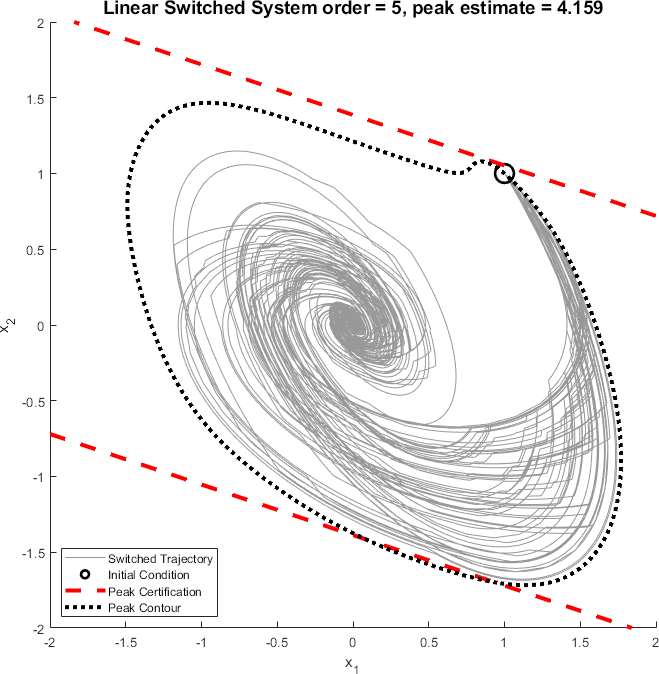 Linear Switched System order = 5, peak estimate = 4.159
2
1.5
1
0.5
0
-0.5
-1
-1.5
-2
x2
Switched Trajectory
Initial Condition
Peak Certification
Peak Contour
-2
-1.5
-1
-0.5
0
0.5
1
1.5
2
x1